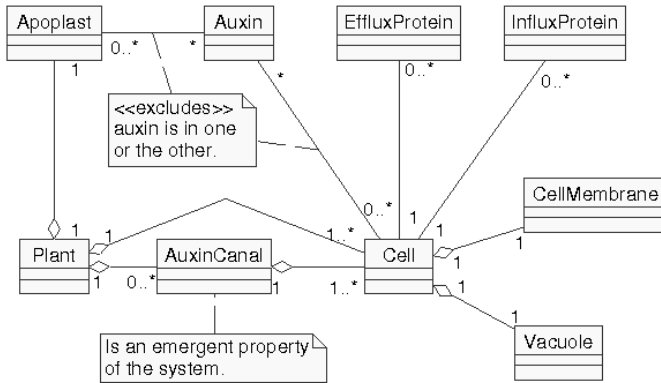 Apoplast
Auxin
EffluxProtein
InfluxProtein
0..*
*
1
*
0..*
0..*
<<excludes>>
auxin is in one
or the other.
CellMembrane
0..*
1
1
1
1
1..*
1
Plant
AuxinCanal
Cell
1
1
0..*
1
1..*
1
1
Vacuole
Is an emergent property
of the system.